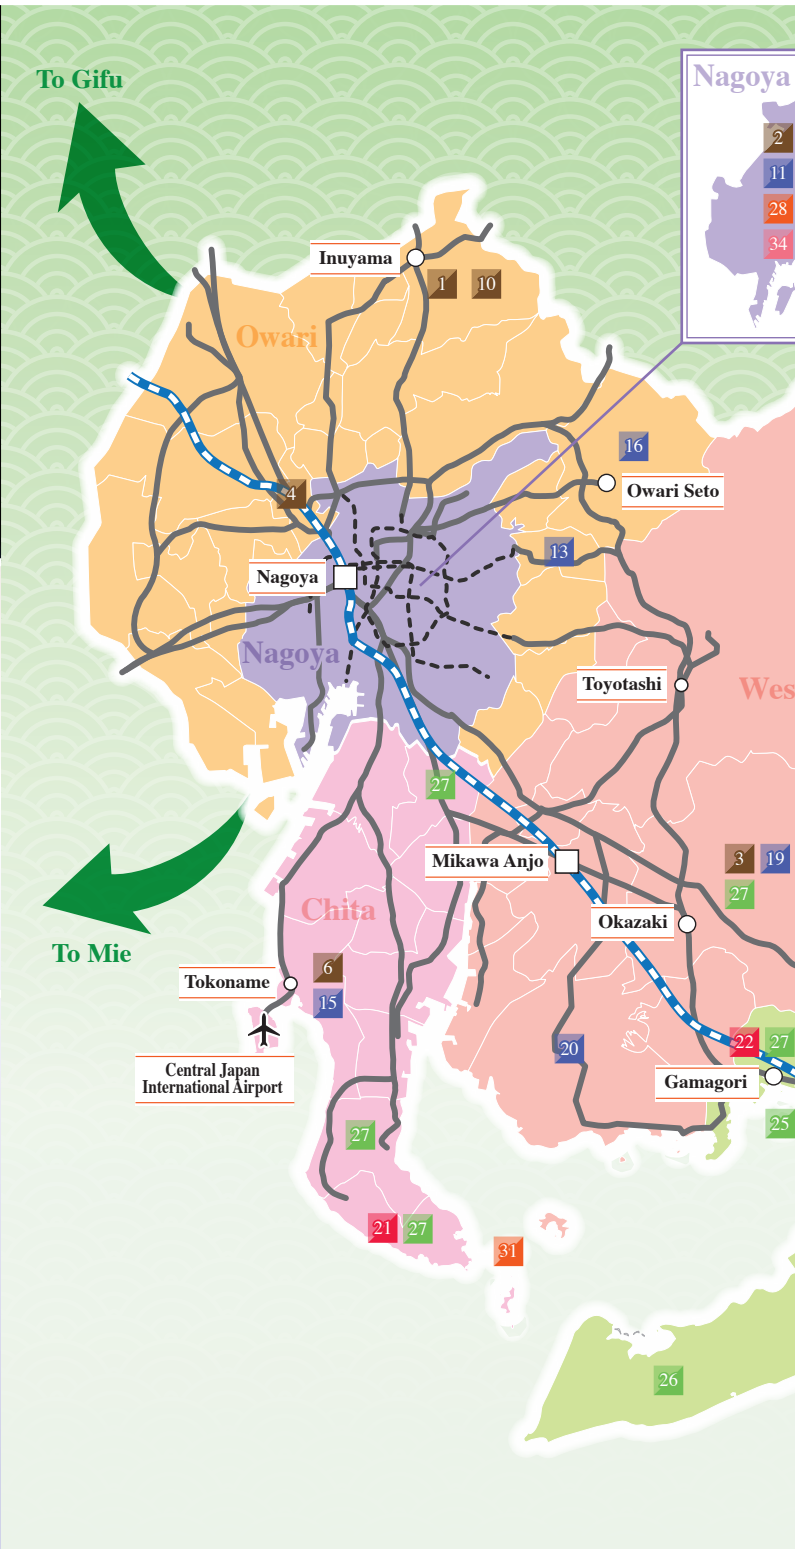 To Gifu
Nagoya
2
11
28
34
Inuyama
1
10
Owari
16
4
Owari Seto
13
Nagoya
Nagoya
Toyotashi
Wes
27
Mikawa Anjo
3
19
27
Chita
Okazaki
To Mie
6
Tokoname
15
Central Japan
International Airport
20
22
27
Gamagori
25
27
21
27
31
26